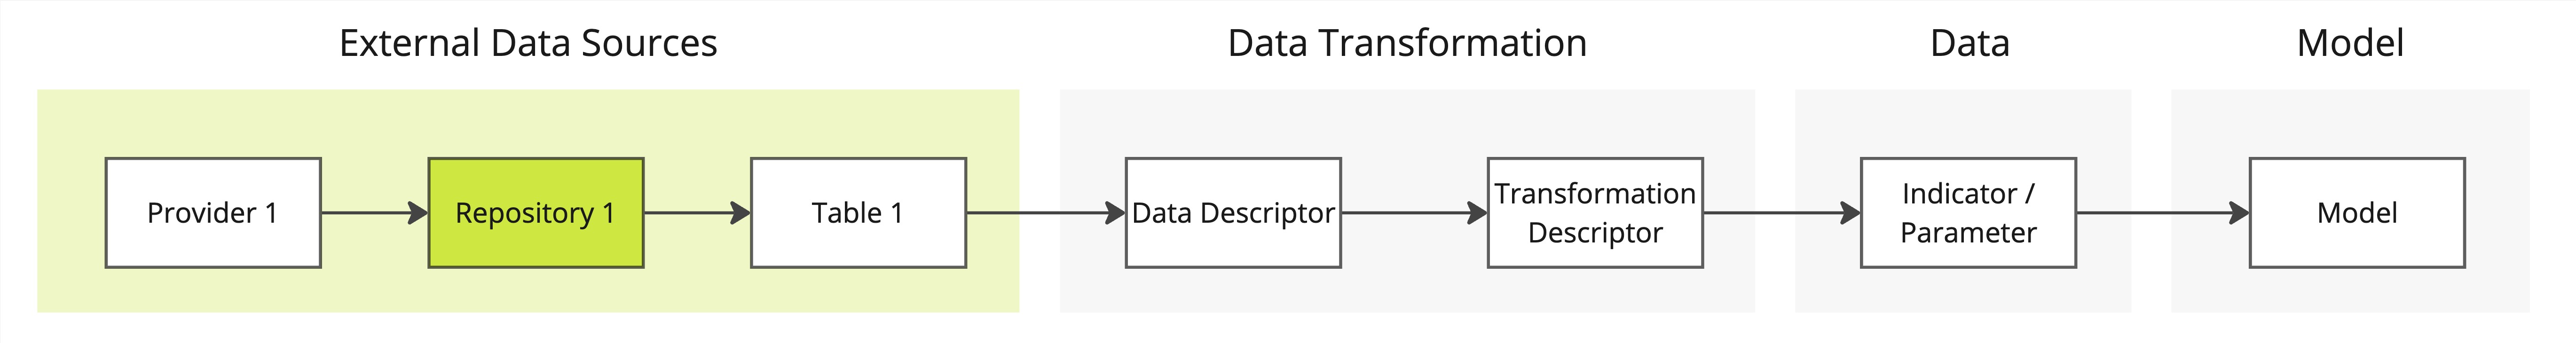 External Data Sources
Data Transformation
Data
Model
Provider 1
Repository 1
Table 1
Data Descriptor
Transformation
Descriptor
Indicator /
Parameter
Model